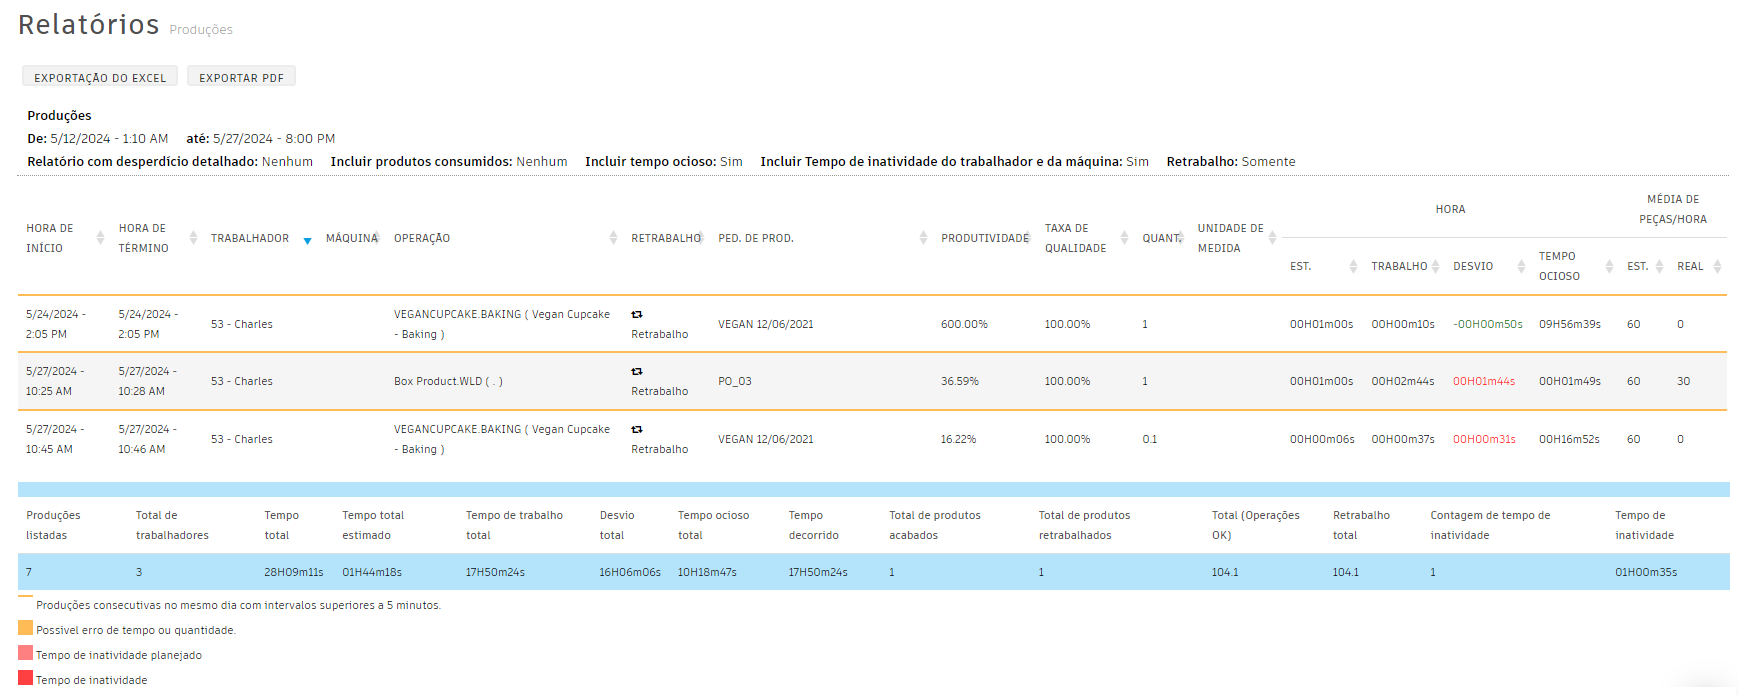 Relatórios Produções
EXPORTAÇÃO DO EXCEL EXPORTAR PDF
Produções
De: 5/12/2024 - 1:10 AM até: 5/27/2024 - 8:00 PM
Relatório com desperdício detalhado: Nenhum Incluir produtos consumidos: Nenhum Incluir tempo ocioso: Sim Incluir Tempo de inatividade do trabalhador e da máquina: Sim Retrabalho: Somente
HORA DE INÍCIO HORA DE TÉRMINO TRABALHADOR MÁQUINA OPERAÇÃO RETRABALHO PED. DE PROD. PRODUTIVIDADE TAXA DE QUALIDADE QUANT. UNIDADE DE MEDIDA HORA MÉDIA DE PEÇAS/HORA
EST. TRABALHO DESVIO TEMPO OCIOSO EST. REAL
5/24/2024 - 2:05 PM 5/24/2024 - 2:05 PM 53 - Charles VEGANCUPCAKE.BAKING ( Vegan Cupcake - Baking ) Retrabalho VEGAN 12/06/2021 600.00% 100.00% 1 00H01m00s 00H00m10s -00H00m50s 09H56m39s 60 0
5/27/2024 - 10:25 AM 5/27/2024 - 10:28 AM 53 - Charles Box Product.WLD ( . ) Retrabalho PO_03 36.59% 100.00% 1 00H01m00s 00H02m44s 00H01m44s 00H01m49s 60 30
5/27/2024 - 10:45 AM 5/27/2024 - 10:46 AM 53 - Charles VEGANCUPCAKE.BAKING ( Vegan Cupcake - Baking ) Retrabalho VEGAN 12/06/2021 16.22% 100.00% 0.1 00H00m06s 00H00m37s 00H00m31s 00H16m52s 60 0
Produções listadas Total de trabalhadores Tempo total Tempo total estimado Tempo de trabalho total Desvio total Tempo ocioso total Tempo decorrido Total de produtos acabados Total de produtos retrabalhados Total (Operações OK) Retrabalho total Contagem de tempo de inatividade Tempo de inatividade
7 3 28H09m11s 01H44m18s 17H50m24s 16H06m06s 10H18m47s 17H50m24s 1 1 104.1 104.1 1 01H00m35s
Produções consecutivas no mesmo dia com intervalos superiores a 5 minutos.
Possivel erro de tempo ou quantidade.
Tempo de inatividade planejado
Tempo de inatividade